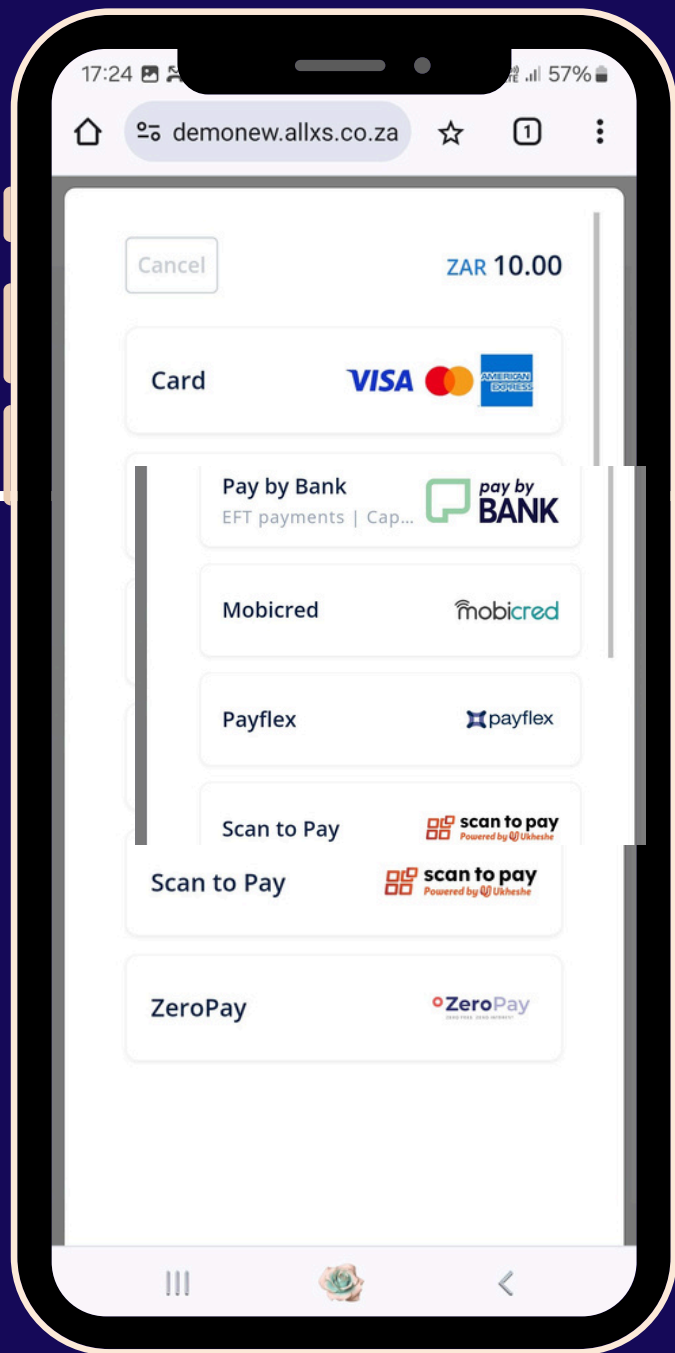 17:24 57%
demonew.allxs.co.za 1
Cancel ZAR 10.00
Card VISA AMERICAN EXPRESS
Pay by Bank pay by
EFT payments | Cap... BANK
Mobicred mobicred
Payflex payflex
Scan to Pay scan to pay
Powered by Ukheshe
Scan to Pay scan to pay
Powered by Ukheshe
ZeroPay ZeroPay